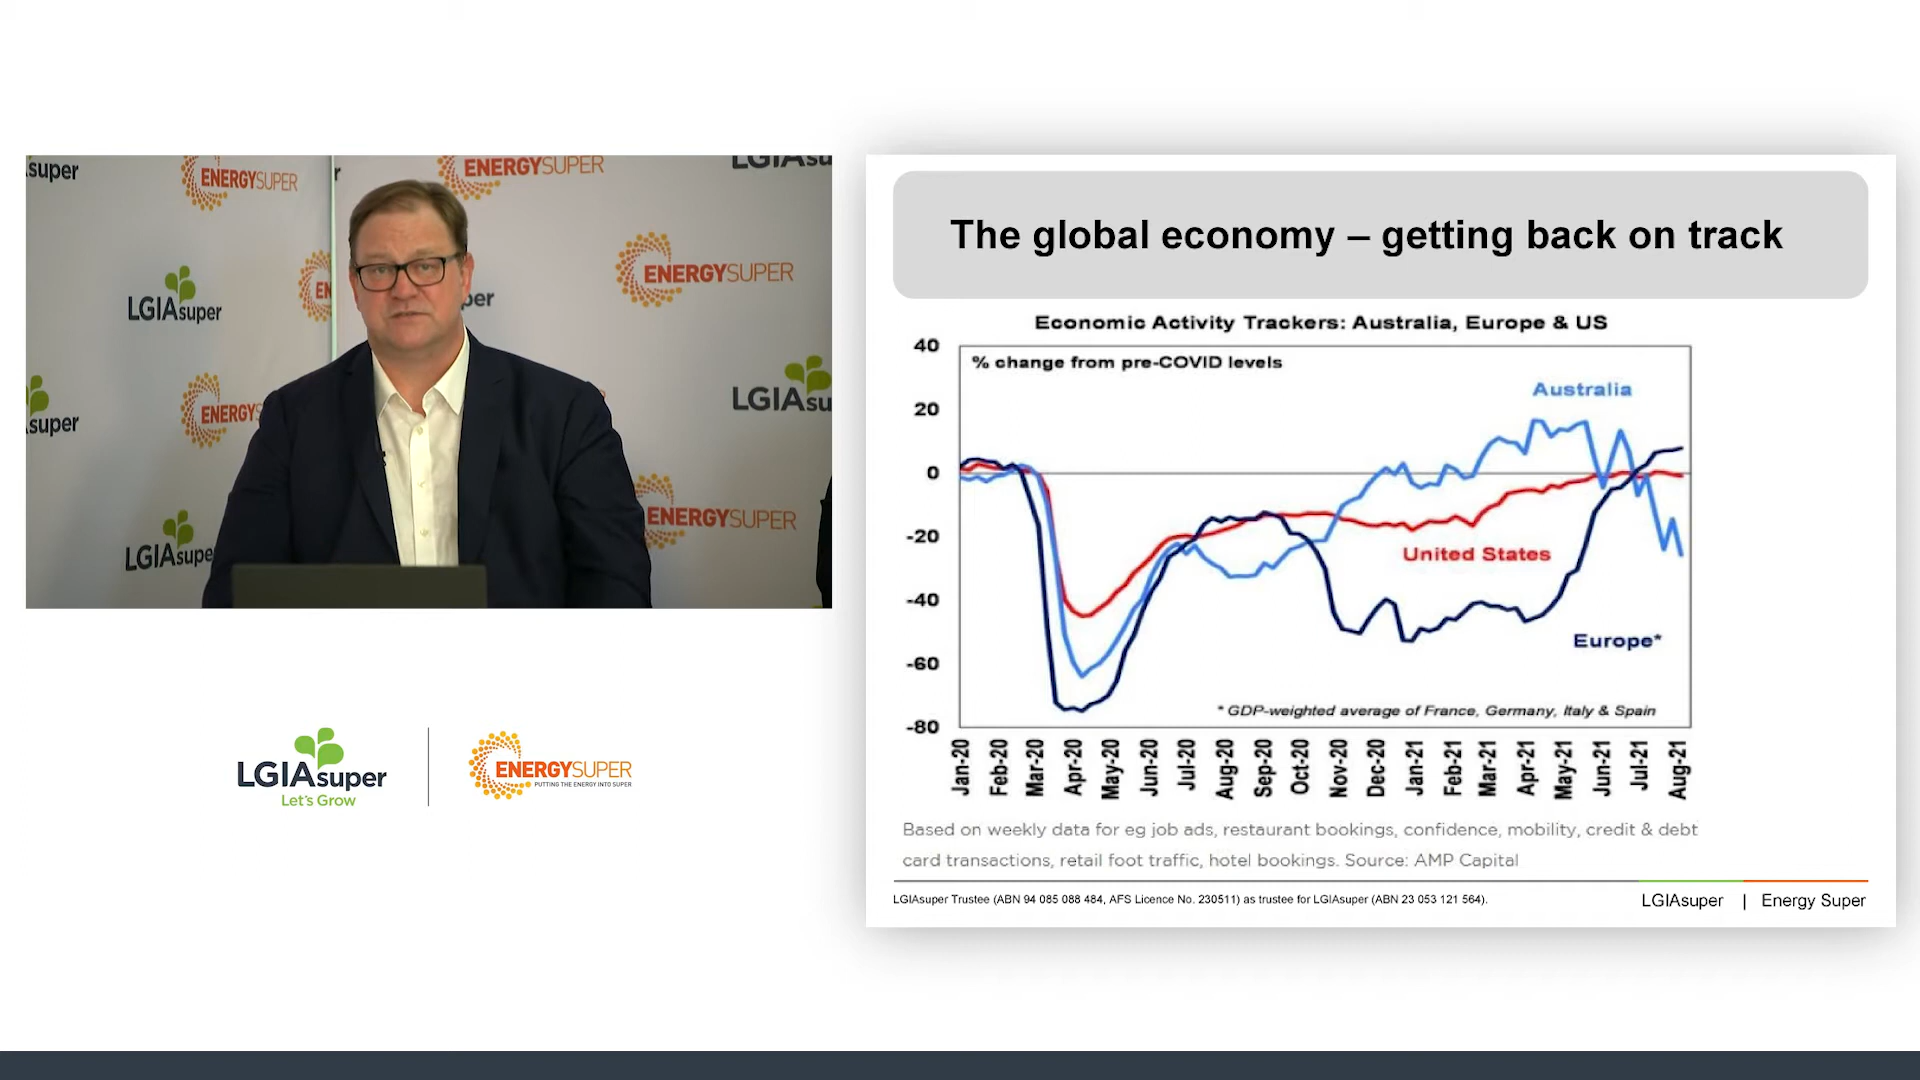 super
ENERGYSUPER
r
ENERGYSUPER
LGIAsu
LGIAsuper
EN
per
ENERGYSUPER
super
ENERGY
LGIAsu
LGIAsupe
ENERGYSUPER
LGIAsuper
Let's Grow
ENERGYSUPER
PUTTING THE ENERGY INTO SUPER
The global economy – getting back on track
Economic Activity Trackers: Australia, Europe & US
% change from pre-COVID levels
40
20
0
-20
-40
-60
-80
Australia
United States
Europe*
* GDP-weighted average of France, Germany, Italy & Spain
Jan-20
Feb-20
Mar-20
Apr-20
May-20
Jun-20
Jul-20
Aug-20
Sep-20
Oct-20
Nov-20
Dec-20
Jan-21
Feb-21
Mar-21
Apr-21
May-21
Jun-21
Jul-21
Aug-21
Based on weekly data for eg job ads, restaurant bookings, confidence, mobility, credit & debt
card transactions, retail foot traffic, hotel bookings. Source: AMP Capital
LGIAsuper Trustee (ABN 94 085 088 484, AFS Licence No. 230511) as trustee for LGIAsuper (ABN 23 053 121 564).
LGIAsuper | Energy Super